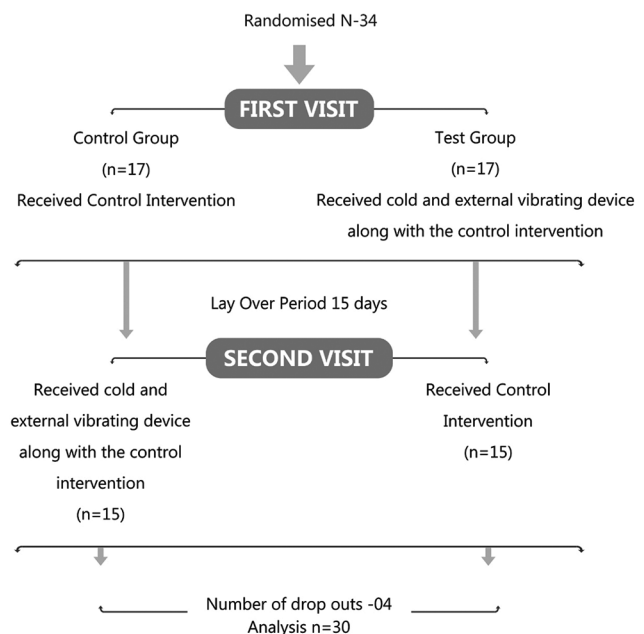 Randomised N-34
FIRST VISIT
Control Group
(n=17)
Received Control Intervention
Test Group
(n=17)
Received cold and external vibrating device
along with the control intervention
Lay Over Period 15 days
SECOND VISIT
Received cold and
external vibrating device
along with the control
intervention
(n=15)
Received Control
Intervention
(n=15)
Number of drop outs -04
Analysis n=30